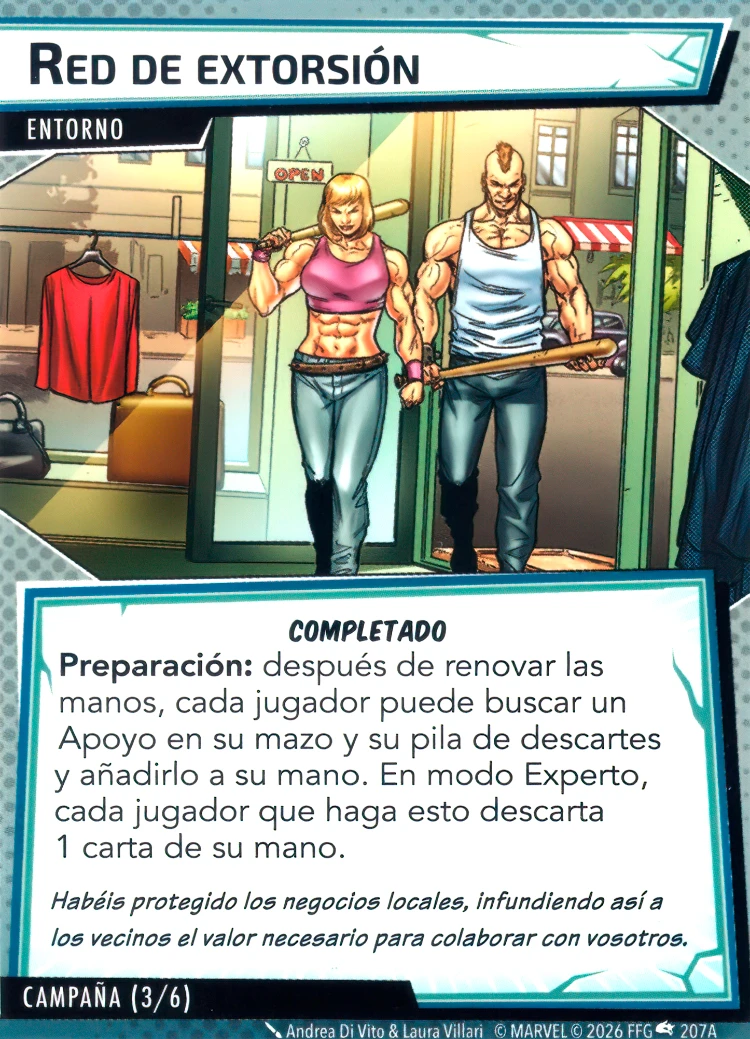 RED DE EXTORSIÓN
ENTORNO
OPEN
COMPLETADO
Preparación: después de renovar las
manos, cada jugador puede buscar un
Apoyo en su mazo y su pila de descartes
y añadirlo a su mano. En modo Experto,
cada jugador que haga esto descarta
1 carta de su mano.
Habéis protegido los negocios locales, infundiendo así a
los vecinos el valor necesario para colaborar con vosotros.
CAMPAÑA (3/6)
Andrea Di Vito & Laura Villari © MARVEL © 2026 FFG 207A